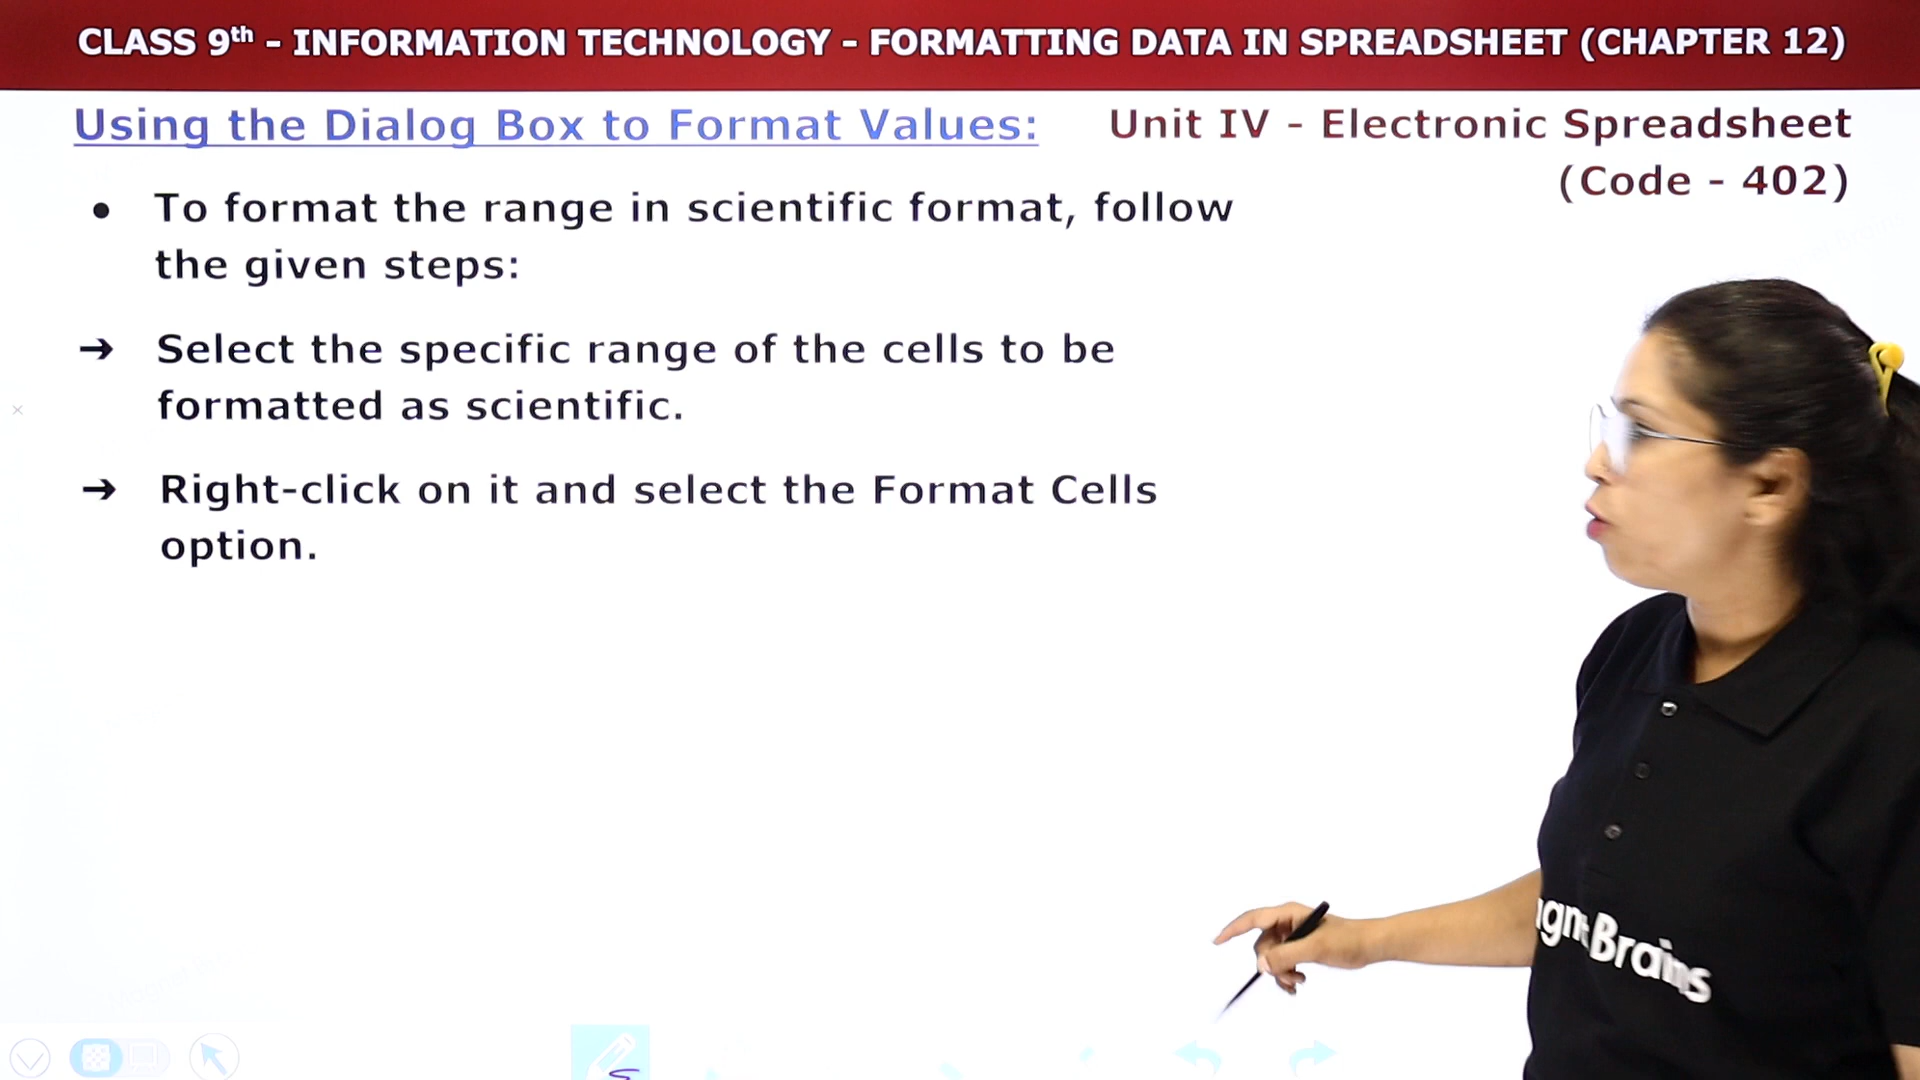 CLASS 9th - INFORMATION TECHNOLOGY - FORMATTING DATA IN SPREADSHEET (CHAPTER 12)
Using the Dialog Box to Format Values:
Unit IV - Electronic Spreadsheet
(Code - 402)
• To format the range in scientific format, follow
the given steps:
➔ Select the specific range of the cells to be
formatted as scientific.
➔ Right-click on it and select the Format Cells
option.
Brains